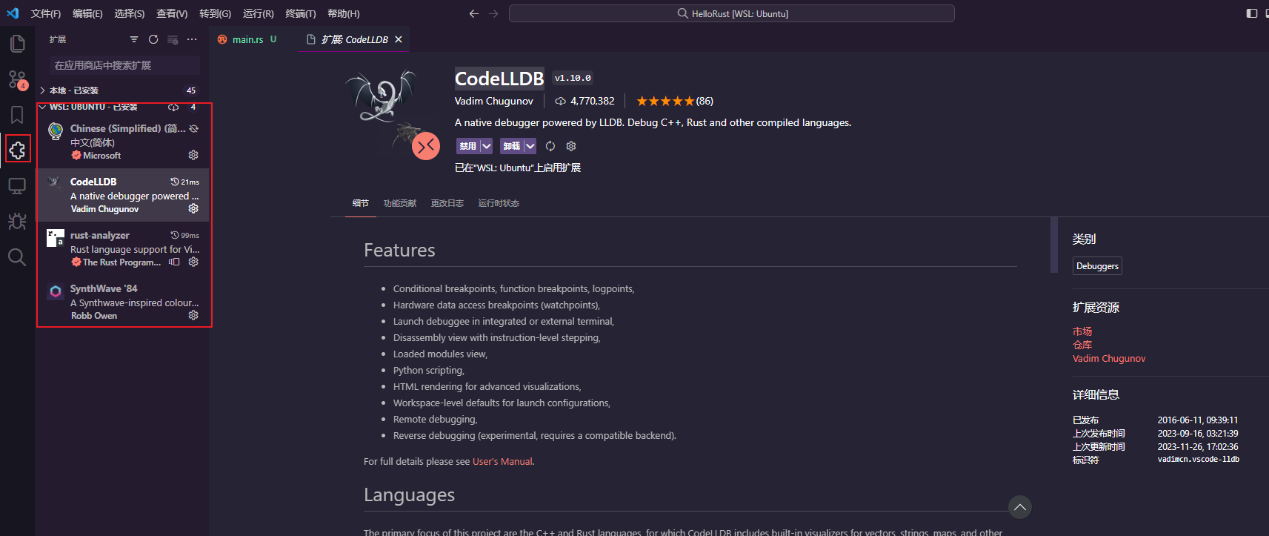 文件(F) 编辑(E) 选择(S) 查看(V) 转到(G) 运行(R) 终端(T) 帮助(H)
HelloRust [WSL: Ubuntu]
扩展
main.rs U
扩展: CodeLLDB
在应用商店中搜索扩展
本地 - 已安装 45
WSL: UBUNTU - 已安装 4
Chinese (Simplified) (简...
中文(简体)
Microsoft
CodeLLDB 21ms
A native debugger powered ...
Vadim Chugunov
rust-analyzer 99ms
Rust language support for Vi...
The Rust Program...
SynthWave '84
A Synthwave-inspired colour...
Robb Owen
4
CodeLLDB v1.10.0
Vadim Chugunov 4,770,382 (86)
A native debugger powered by LLDB. Debug C++, Rust and other compiled languages.
禁用 卸载
已在"WSL: Ubuntu"上启用扩展
细节 功能贡献 更改日志 运行时状态
Features
Conditional breakpoints, function breakpoints, logpoints,
Hardware data access breakpoints (watchpoints),
Launch debuggee in integrated or external terminal,
Disassembly view with instruction-level stepping,
Loaded modules view,
Python scripting,
HTML rendering for advanced visualizations,
Workspace-level defaults for launch configurations,
Remote debugging,
Reverse debugging (experimental, requires a compatible backend).
For full details please see User's Manual.
Languages
The primary focus of this project are the C++ and Rust languages, for which CodeLLDB includes built-in visualizers for vectors, strings, maps, and other
类别
Debuggers
扩展资源
市场
仓库
Vadim Chugunov
详细信息
已发布 2016-06-11, 09:39:11
上次发布时间 2023-09-16, 03:21:39
上次更新时间 2023-11-26, 17:02:36
标识符 vadimcn.vscode-lldb